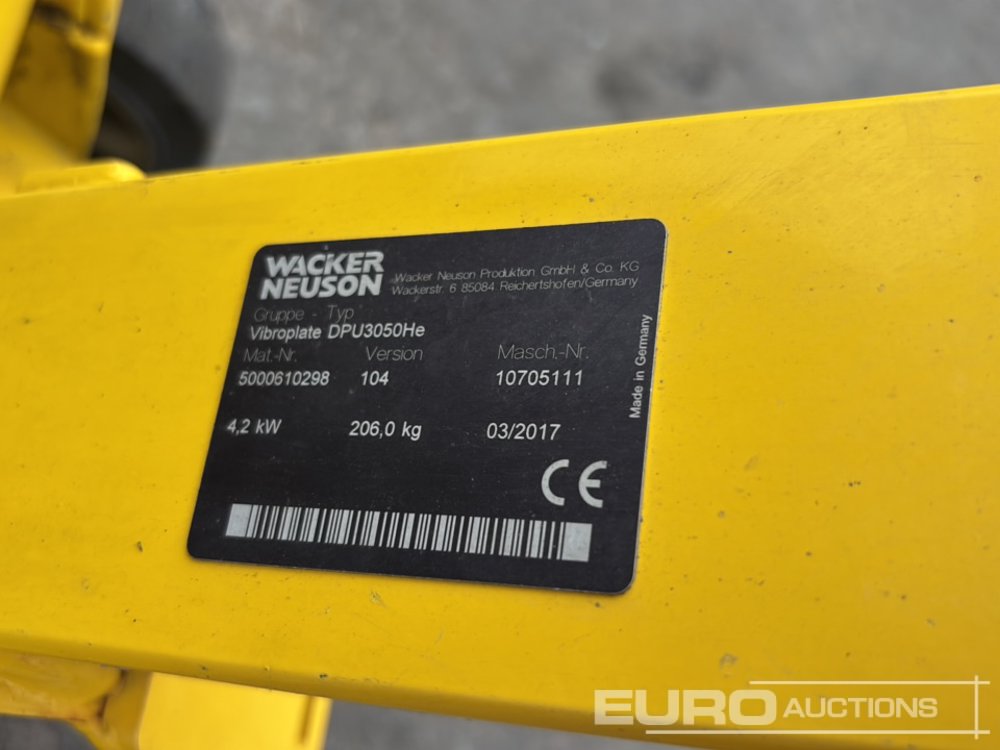 WACKER
NEUSON
Wacker Neuson Produktion GmbH & Co. KG
Wackerstr. 6 85084 Reichertshofen/Germany
Gruppe - Typ
Vibroplate DPU3050He
Mat.-Nr. Version Masch.-Nr.
5000610298 104 10705111
4,2 kW 206,0 kg 03/2017
Made in Germany
CE
EURO AUCTIONS